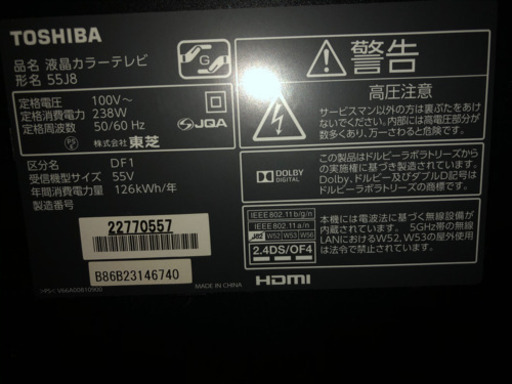 TOSHIBA
品名 液晶カラーテレビ
形名 55J8
G
定格電圧 100V～
定格消費電力 238W
定格周波数 50/60 Hz
JQA
株式会社 東芝
区分名 DF1
受信機型サイズ 55V
年間消費電力量 126kWh/年
製造番号
22770557
B86B23146740
>PS< V66A00810900
MADE IN CHINA
警告
高圧注意
サービスマン以外の方は裏ぶたをあけ
ないでください。内部には高電圧部分が
数多くあり、万一さわると危険です。
DOLBY
DIGITAL
この製品はドルビーラボラトリーズから
の実施権に基づき製造されています。
Dolby、ドルビー及びダブルD記号は
ドルビーラボラトリーズの商標です。
IEEE802.11b/g/n
IEEE802.11a/n
J52 W52 W53 W56
2.4DS/OF4
本機には電波法に基づく無線設備が
内蔵されています。 5GHz帯の無線
LANにおけるW52、W53の屋外使用
は法令で禁止されています。
HDMI